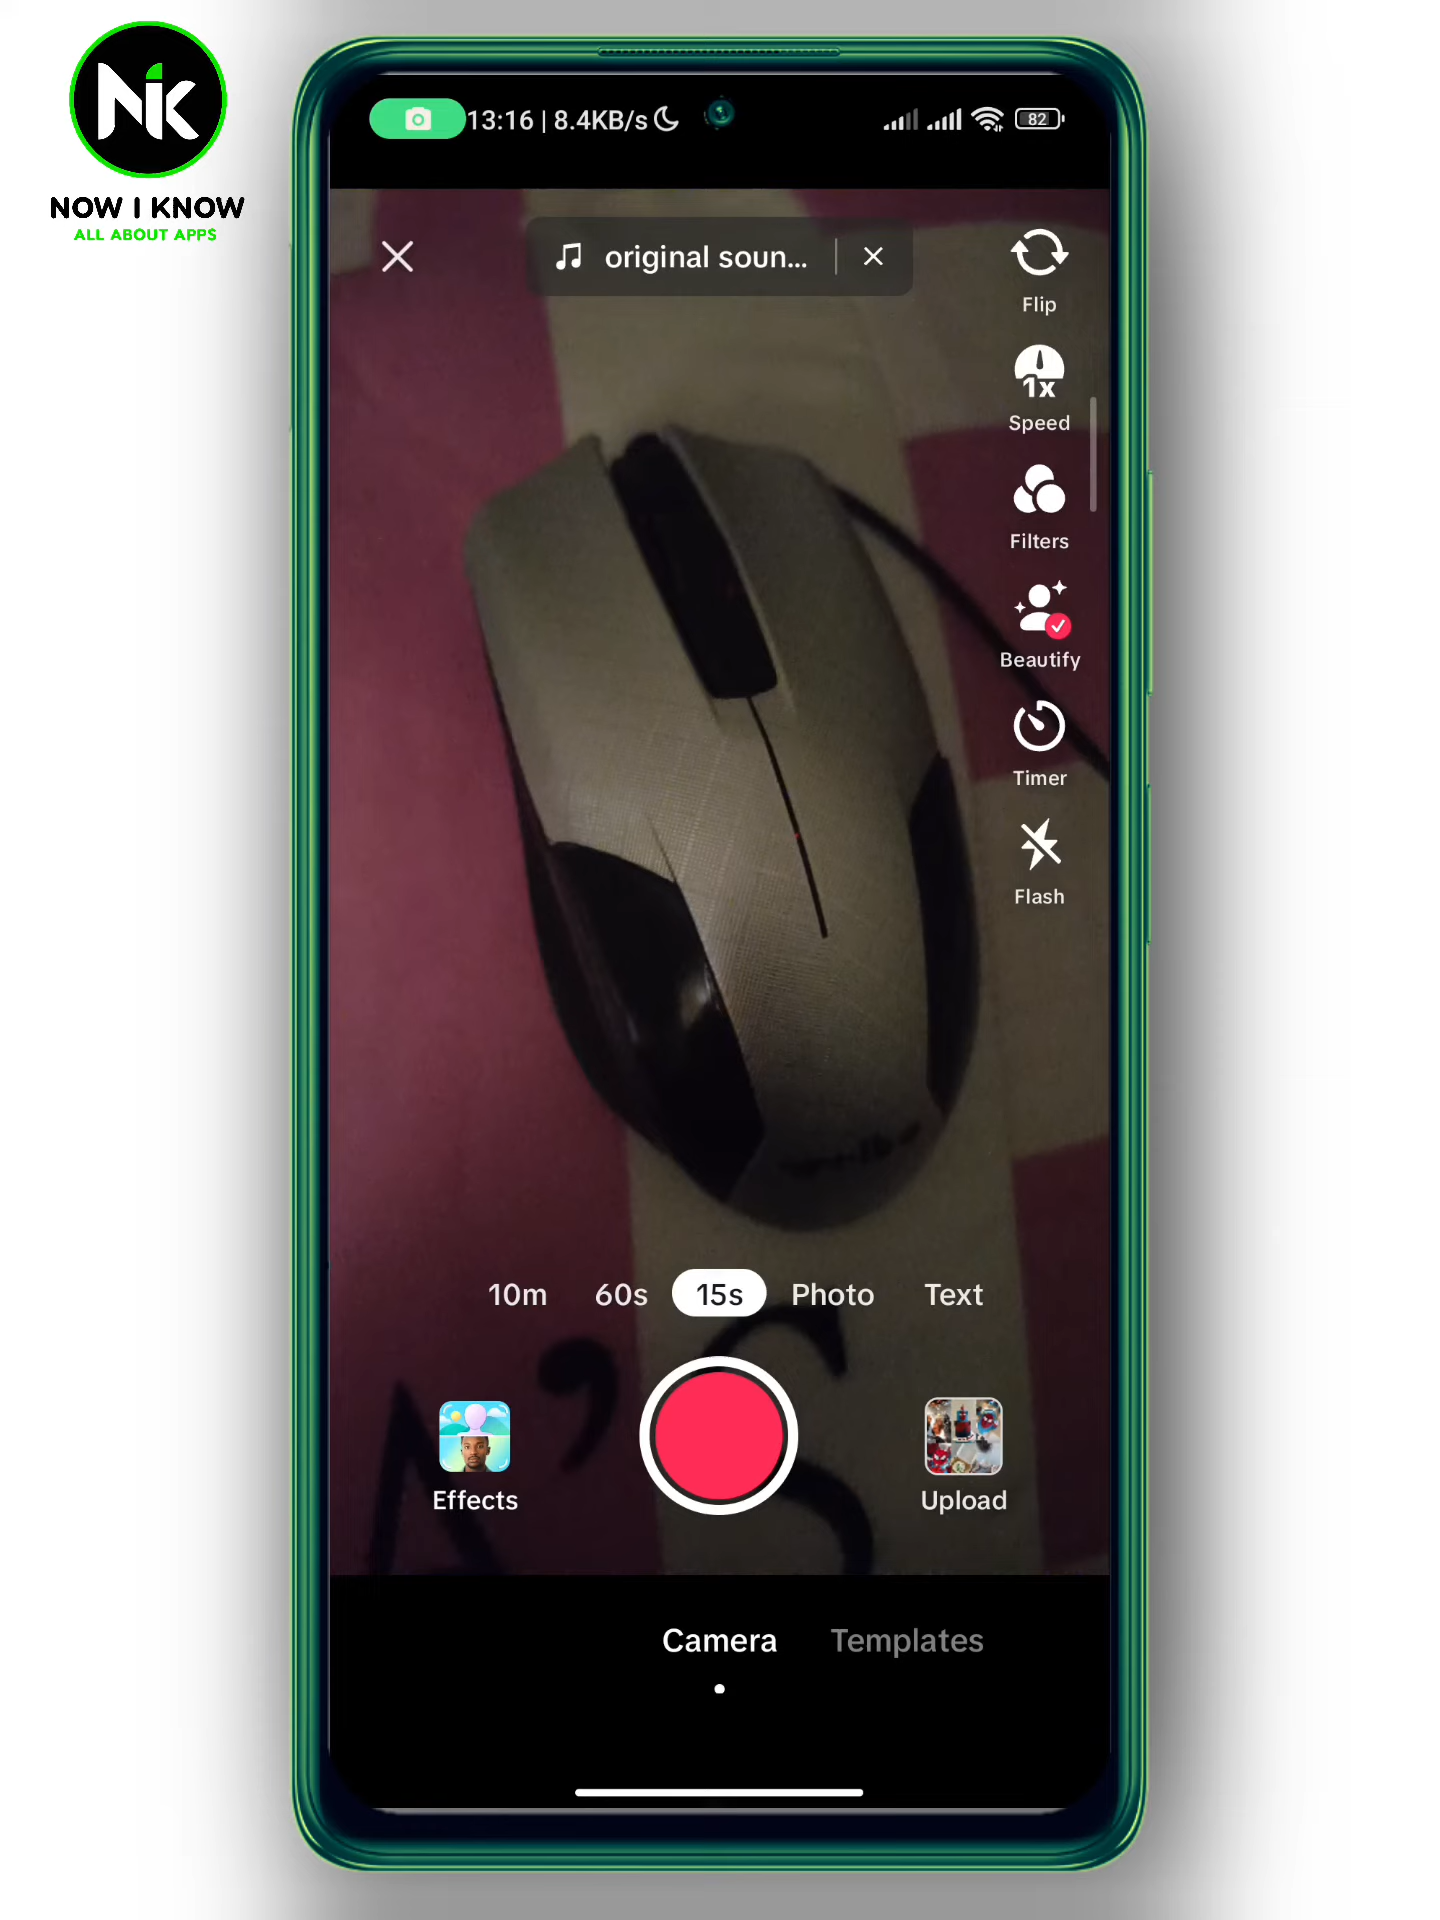 NiK
NOW I KNOW
ALL ABOUT APPS
13:16 | 8.4KB/s
82
original soun...
Flip
1x
Speed
Filters
Beautify
Timer
Flash
10m 60s 15s Photo Text
A'S
Effects
Upload
Camera Templates